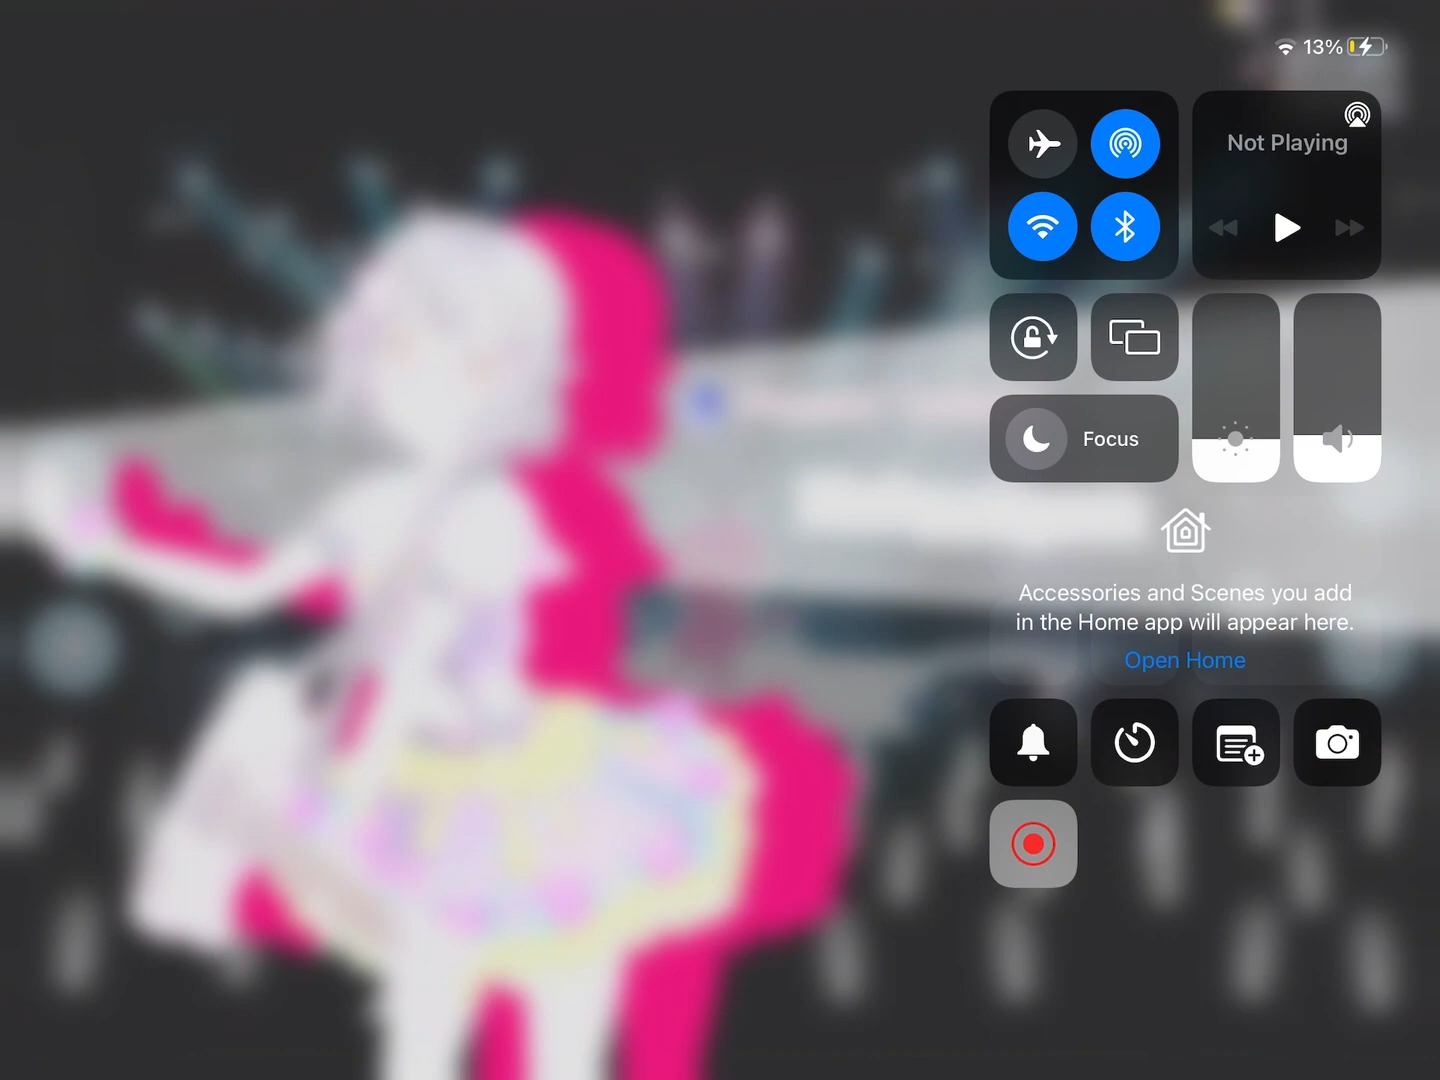 13%
Not Playing
Focus
Accessories and Scenes you add
in the Home app will appear here.
Open Home